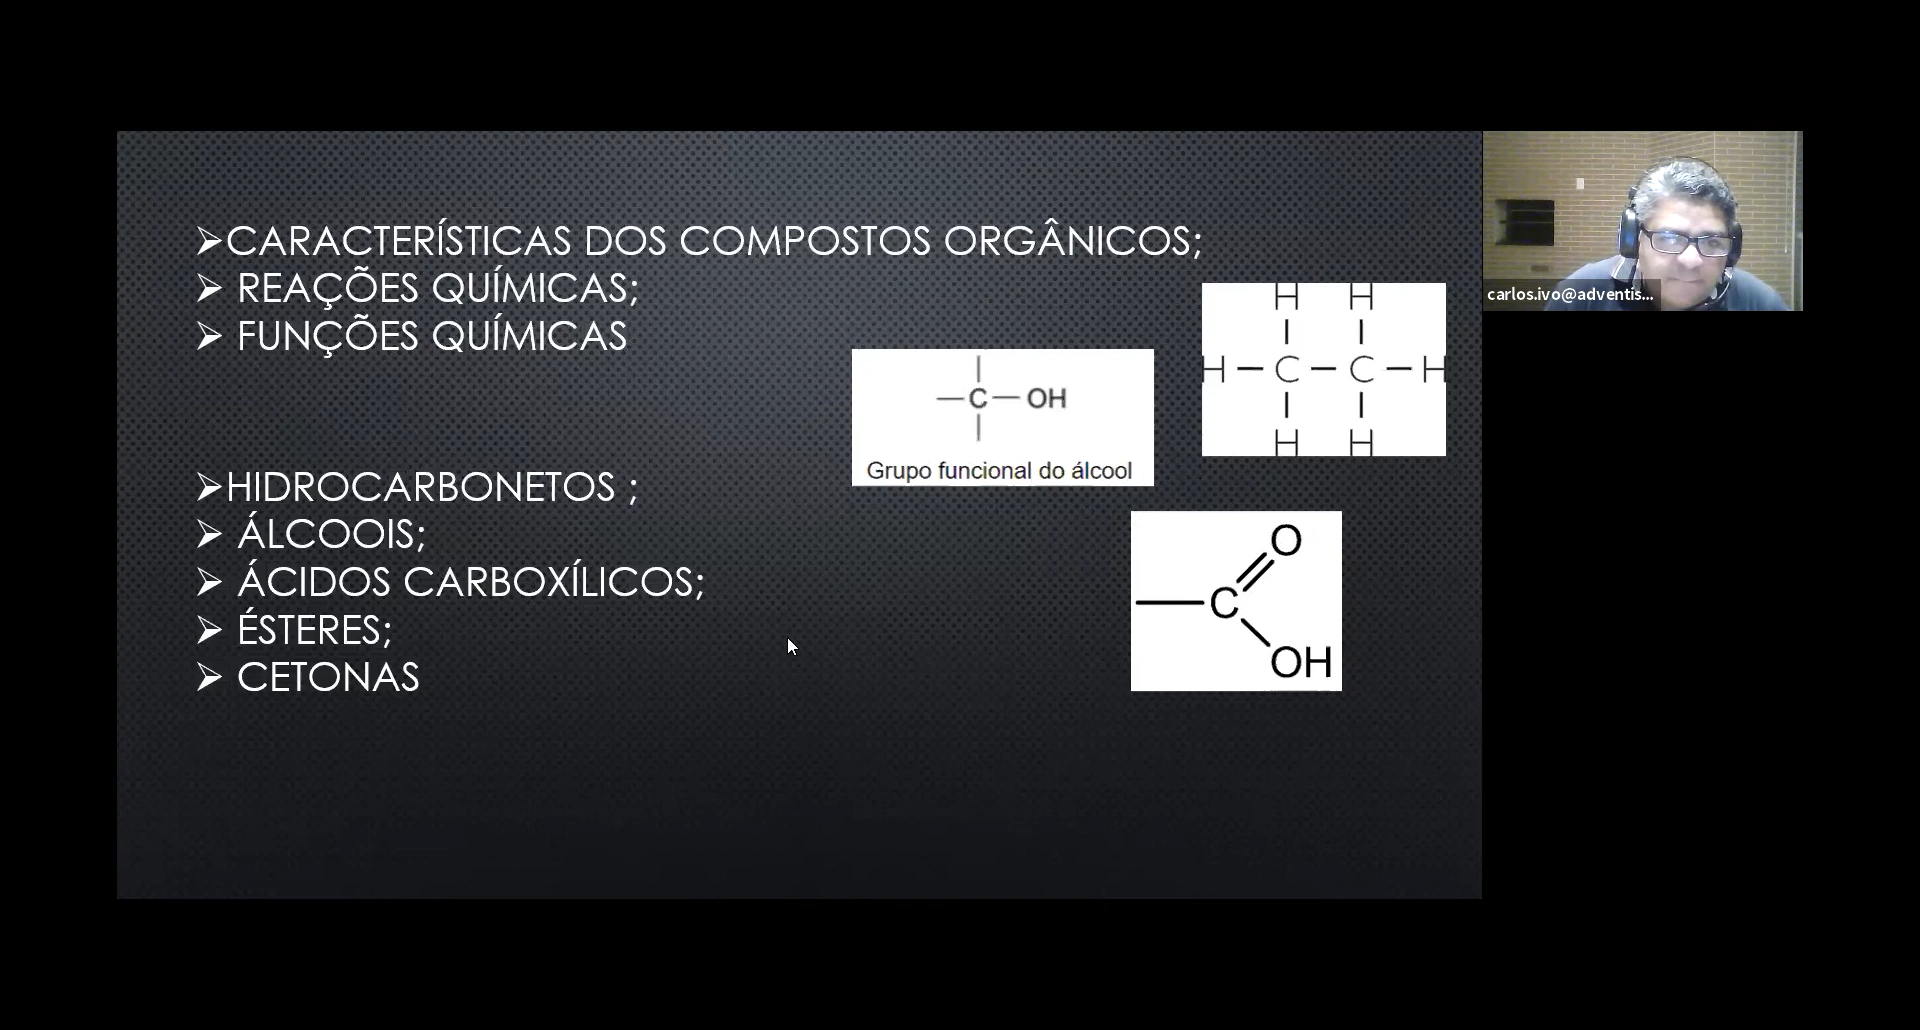 ➢CARACTERÍSTICAS DOS COMPOSTOS ORGÂNICOS;
➢ REAÇÕES QUÍMICAS;
➢ FUNÇÕES QUÍMICAS
➢HIDROCARBONETOS ;
➢ ÁLCOOIS;
➢ ÁCIDOS CARBOXÍLICOS;
➢ ÉSTERES;
➢ CETONAS
C — OH
Grupo funcional do álcool
H H
H — C — C — H
H H
O
C
OH
carlos.ivo@adventis...